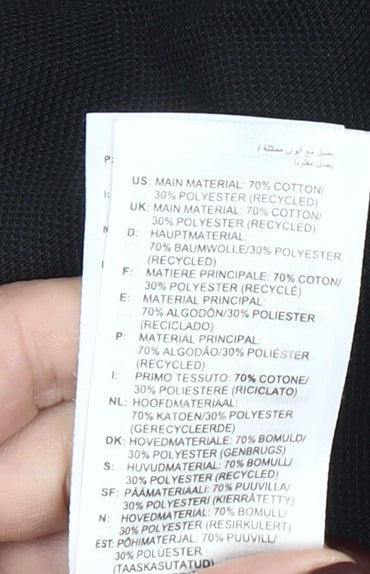 يغسل مع ألوان مماثلة /
يغسل مقلوبا
US: MAIN MATERIAL: 70% COTTON/
30% POLYESTER (RECYCLED)
UK: MAIN MATERIAL: 70% COTTON/
30% POLYESTER (RECYCLED)
D: HAUPTMATERIAL:
70% BAUMWOLLE/30% POLYESTER
(RECYCLED)
F: MATIERE PRINCIPALE: 70% COTON/
30% POLYESTER (RECYCLÉ)
E: MATERIAL PRINCIPAL:
70% ALGODÓN/30% POLIESTER
(RECICLADO)
P: MATERIAL PRINCIPAL:
70% ALGODÃO/30% POLIÉSTER
(RECYCLED)
I: PRIMO TESSUTO: 70% COTONE/
30% POLIESTERE (RICICLATO)
NL: HOOFDMATERIAAL:
70% KATOEN/30% POLYESTER
(GERECYCLEERDE)
DK: HOVEDMATERIALE: 70% BOMULD/
30% POLYESTER (GENBRUGS)
S: HUVUDMATERIAL: 70% BOMULL/
30% POLYESTER (RECYCLED)
SF: PÄÄMATERIAALI: 70% PUUVILLA/
30% POLYESTERI (KIERRÄTETTY)
N: HOVEDMATERIAL: 70% BOMULL/
30% POLYESTER (RESIRKULERT)
EST: PÕHIMATERJAL: 70% PUUVILL/
30% POLÜESTER
(TAASKASUTATUD)